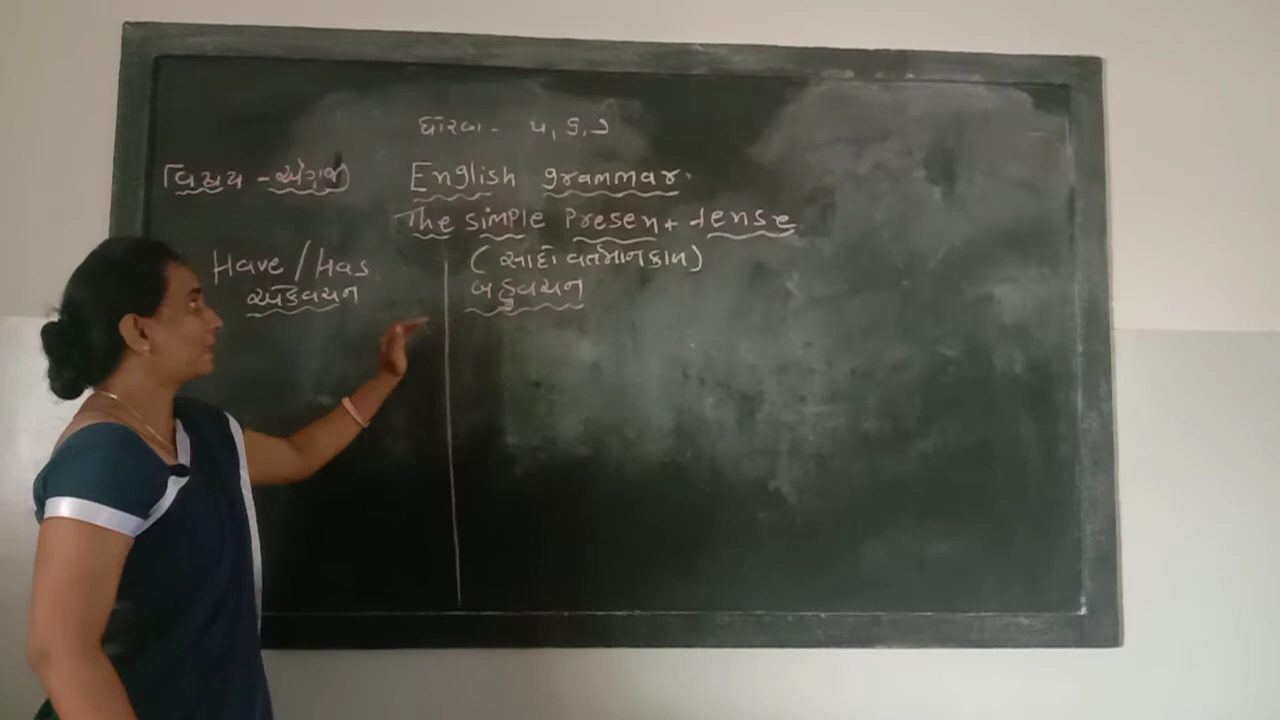 ધોરણ - ૫, ૬, ૭
વિષય - અંગ્રેજી
English grammar.
The simple Present tense
Have / Has
(સાદો વર્તમાનકાળ)
એકવચન
બહુવચન